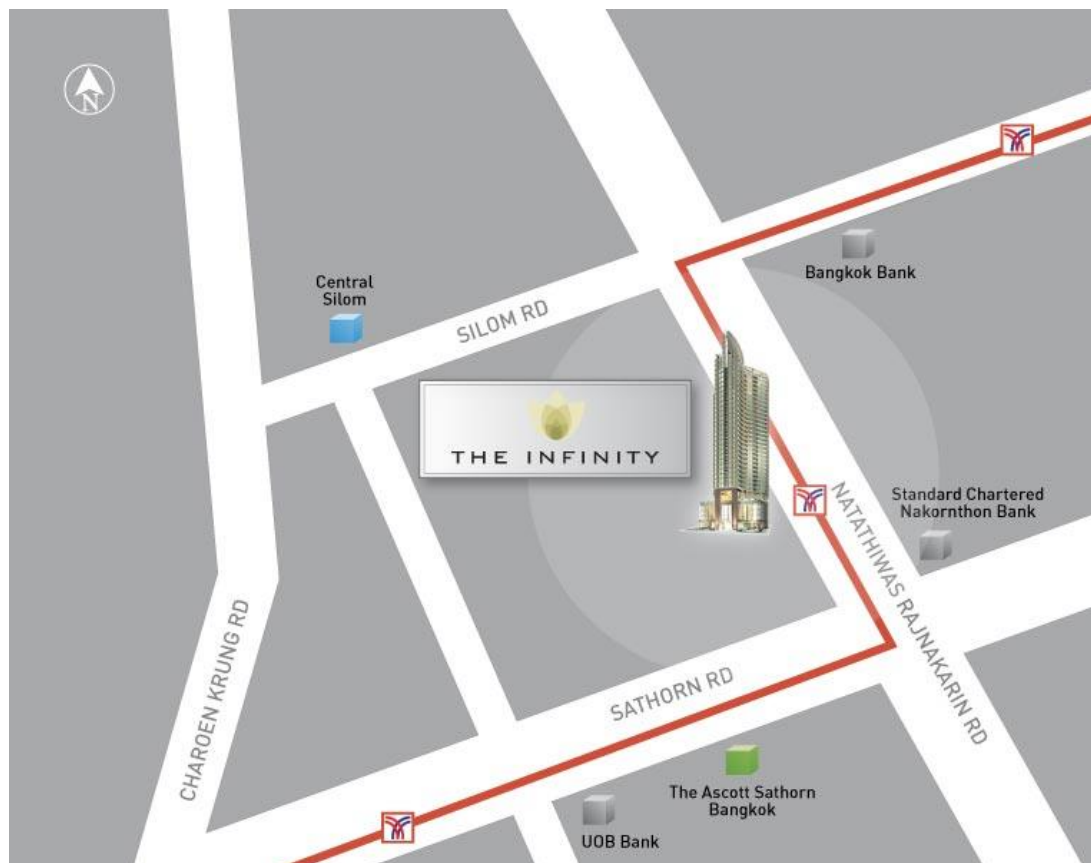 N
Bangkok Bank
Central
Silom
SILOM RD
THE INFINITY
Standard Chartered
Nakornthon Bank
NATATHIWAS RAJNAKARIN RD
CHAROEN KRUNG RD
SATHORN RD
The Ascott Sathorn
Bangkok
UOB Bank